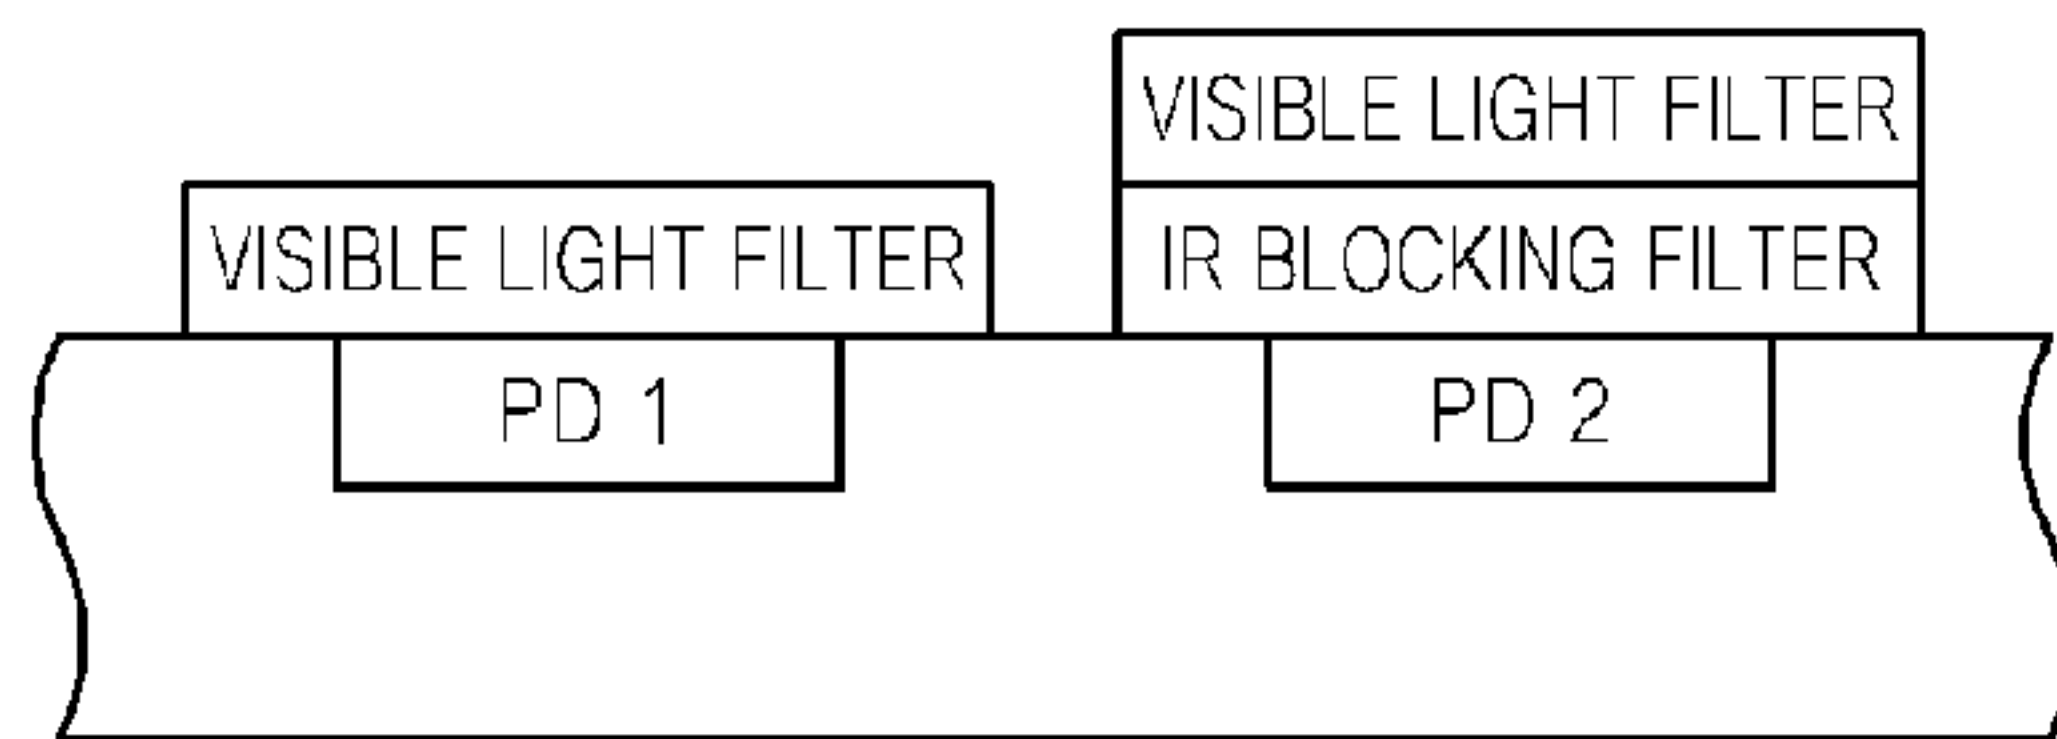 VISIBLE LIGHT FILTER
VISIBLE LIGHT FILTER
IR BLOCKING FILTER
PD 1
PD 2